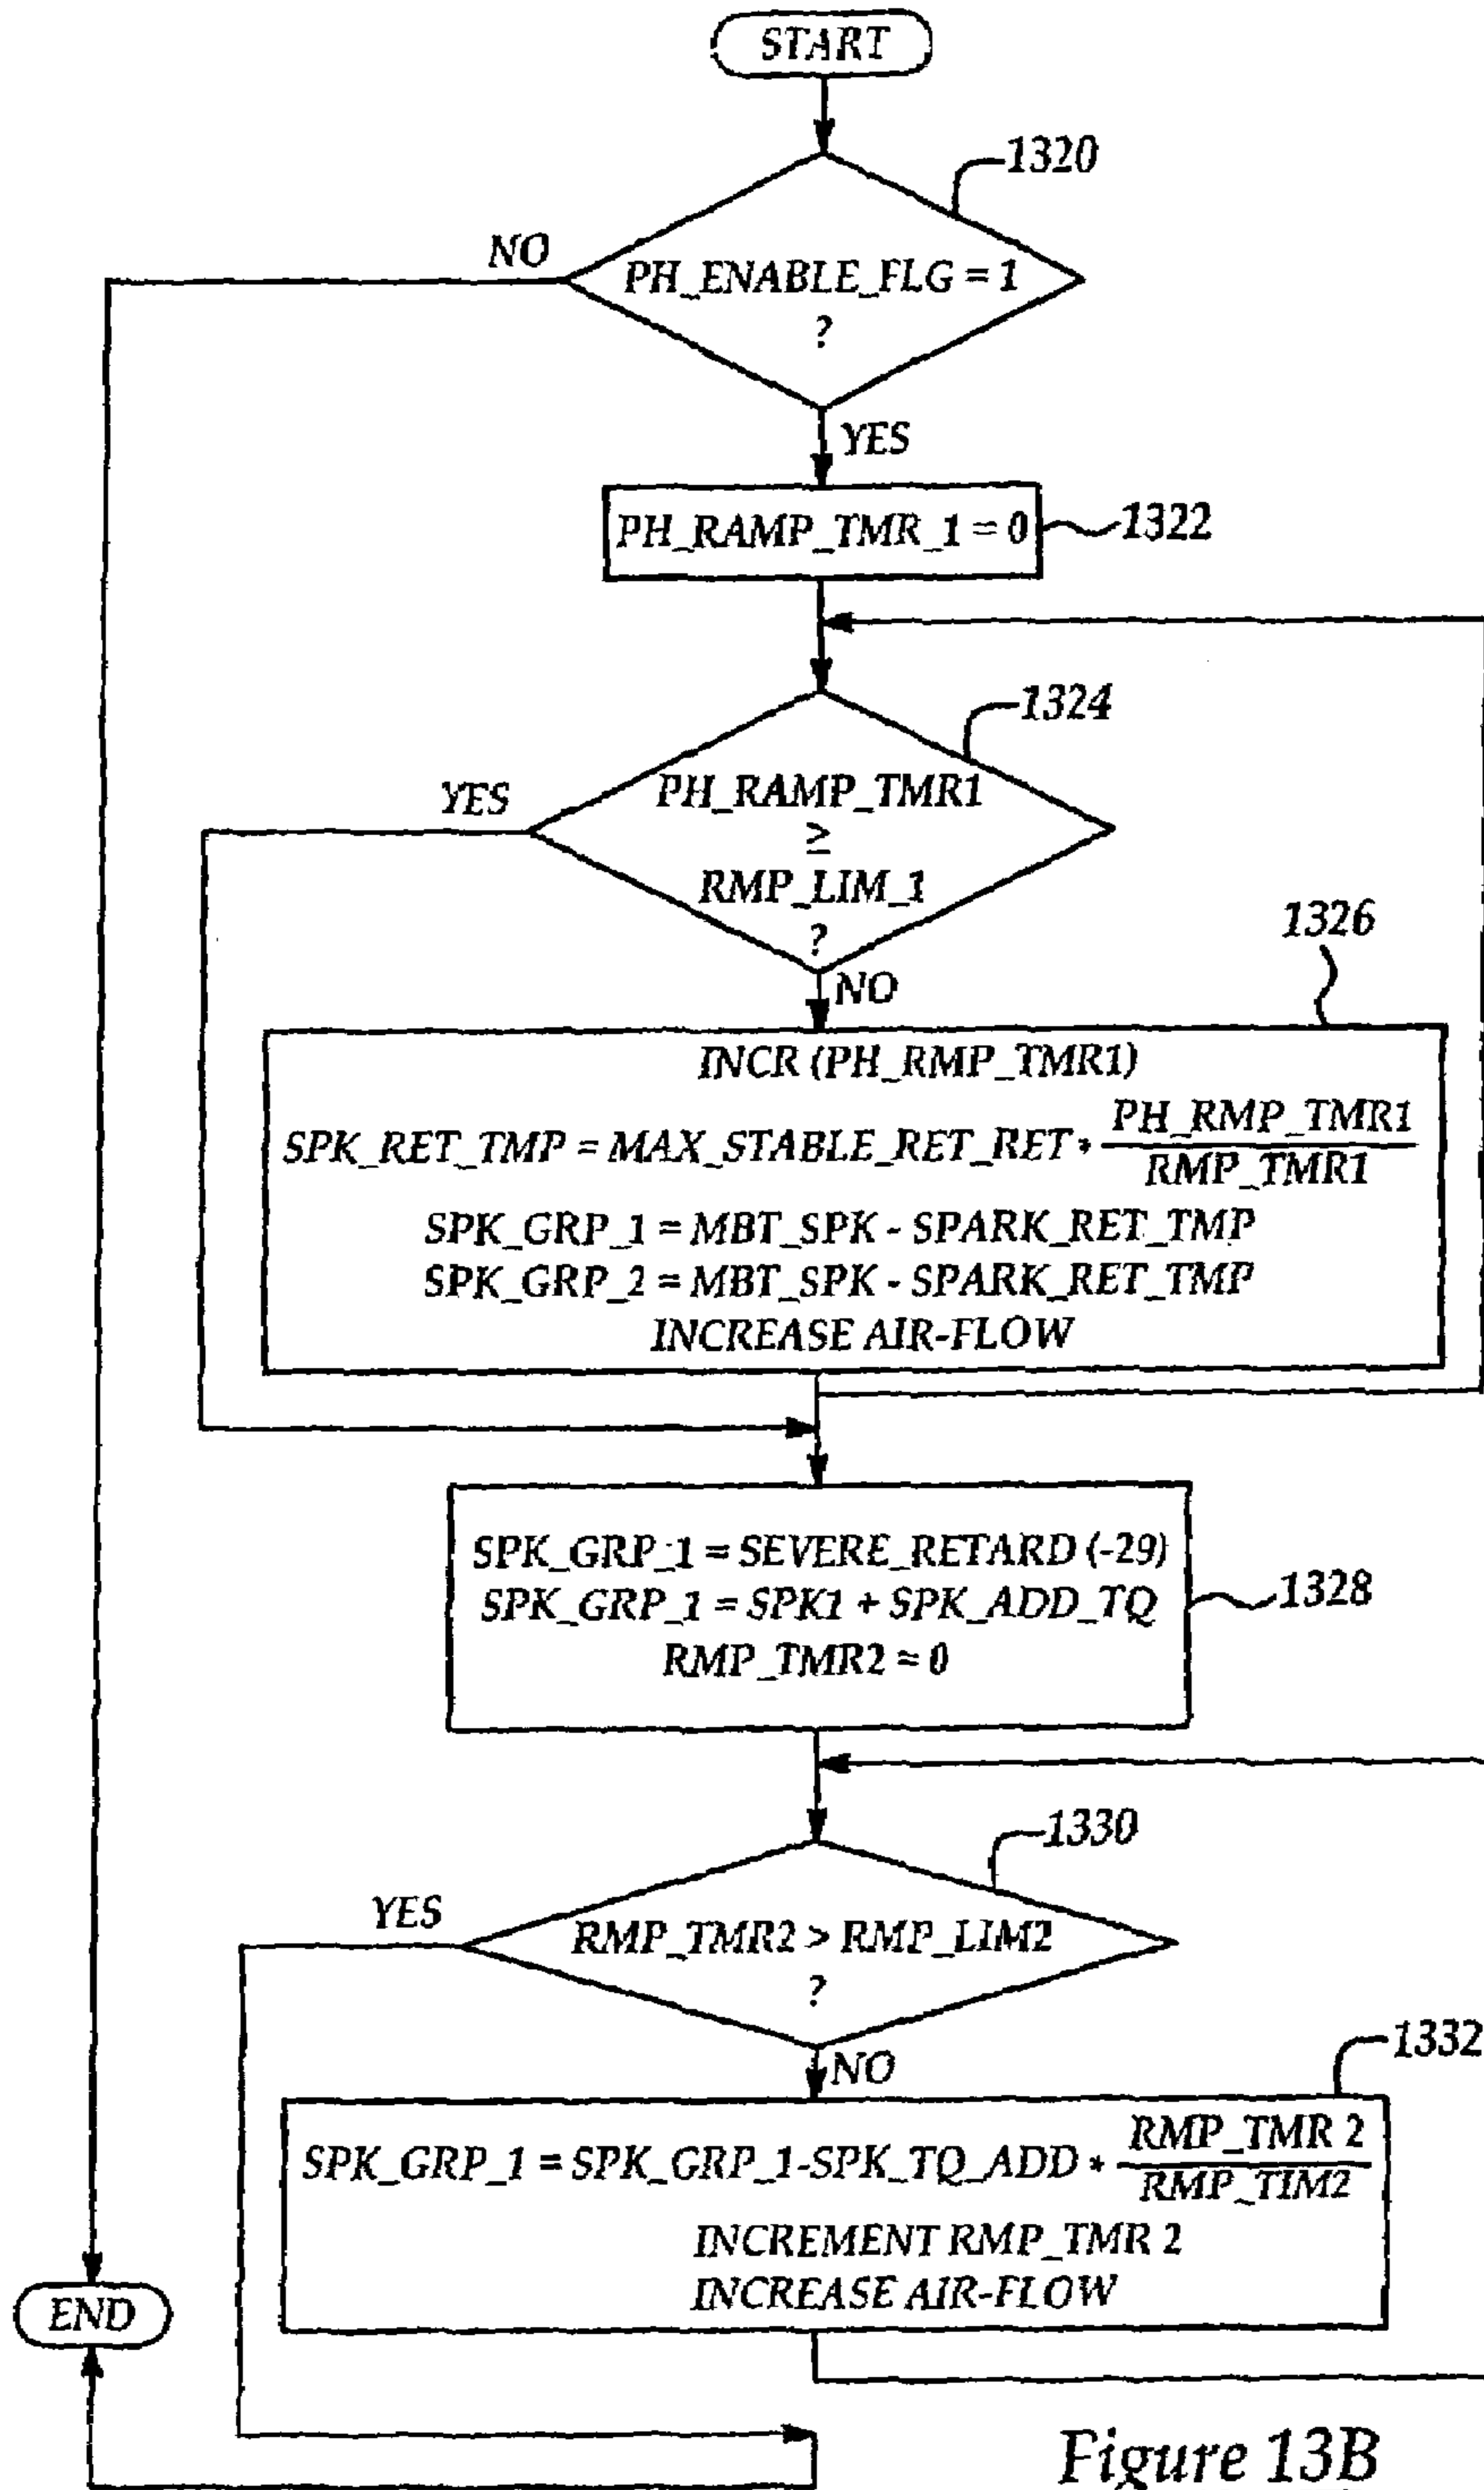 START
1320
NO
PH_ENABLE_FLG = 1
?
YES
PH_RAMP_TMR_1 = 0
1322
1324
YES
PH_RAMP_TMR1
≥
RMP_LIM_1
?
NO
1326
INCR (PH_RMP_TMR1)
SPK_RET_TMP = MAX_STABLE_RET_RET * PH_RMP_TMR1 / RMP_TMR1
SPK_GRP_1 = MBT_SPK - SPARK_RET_TMP
SPK_GRP_2 = MBT_SPK - SPARK_RET_TMP
INCREASE AIR-FLOW
SPK_GRP_1 = SEVERE_RETARD (-29)
SPK_GRP_1 = SPK1 + SPK_ADD_TQ
RMP_TMR2 = 0
1328
1330
YES
RMP_TMR2 > RMP_LIM2
?
NO
1332
SPK_GRP_1 = SPK_GRP_1-SPK_TQ_ADD * RMP_TMR 2 / RMP_TIM2
INCREMENT RMP_TMR 2
INCREASE AIR-FLOW
END
Figure 13B